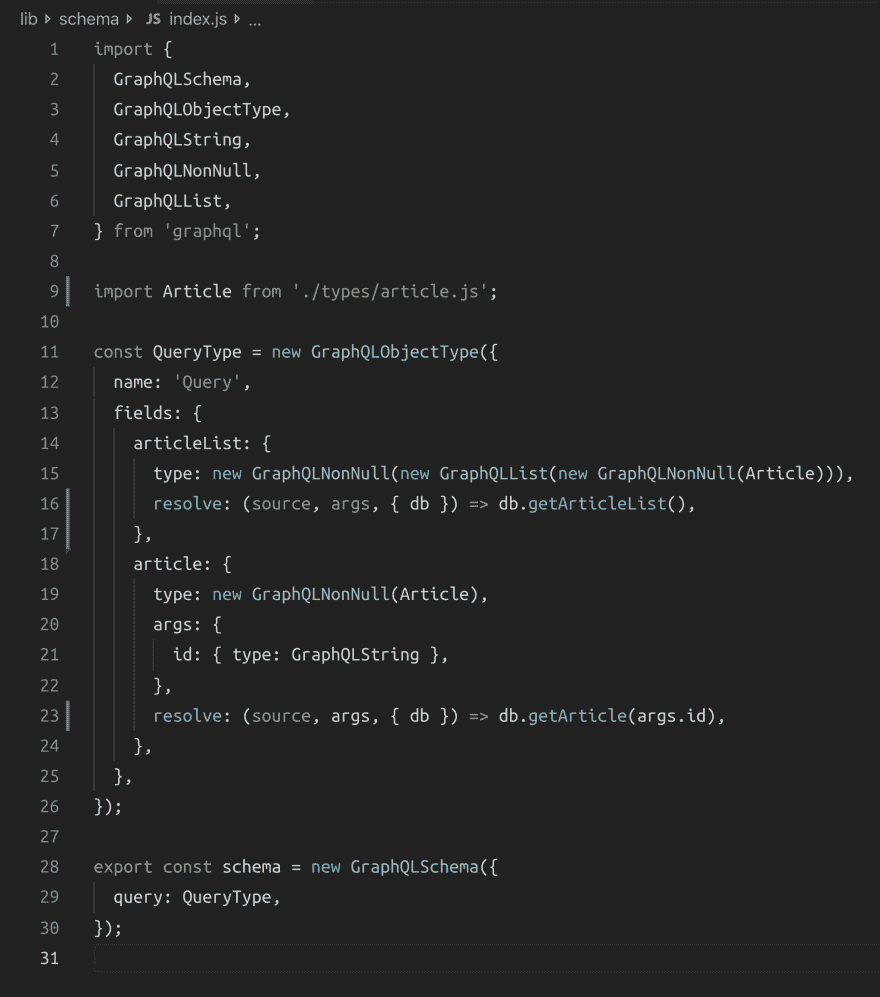 lib schema JS index.js ...
1 import {
2   GraphQLSchema,
3   GraphQLObjectType,
4   GraphQLString,
5   GraphQLNonNull,
6   GraphQLList,
7 } from 'graphql';
8
9 import Article from './types/article.js';
10
11 const QueryType = new GraphQLObjectType({
12   name: 'Query',
13   fields: {
14     articleList: {
15       type: new GraphQLNonNull(new GraphQLList(new GraphQLNonNull(Article))),
16       resolve: (source, args, { db }) => db.getArticleList(),
17     },
18     article: {
19       type: new GraphQLNonNull(Article),
20       args: {
21         id: { type: GraphQLString },
22       },
23       resolve: (source, args, { db }) => db.getArticle(args.id),
24     },
25   },
26 });
27
28 export const schema = new GraphQLSchema({
29   query: QueryType,
30 });
31